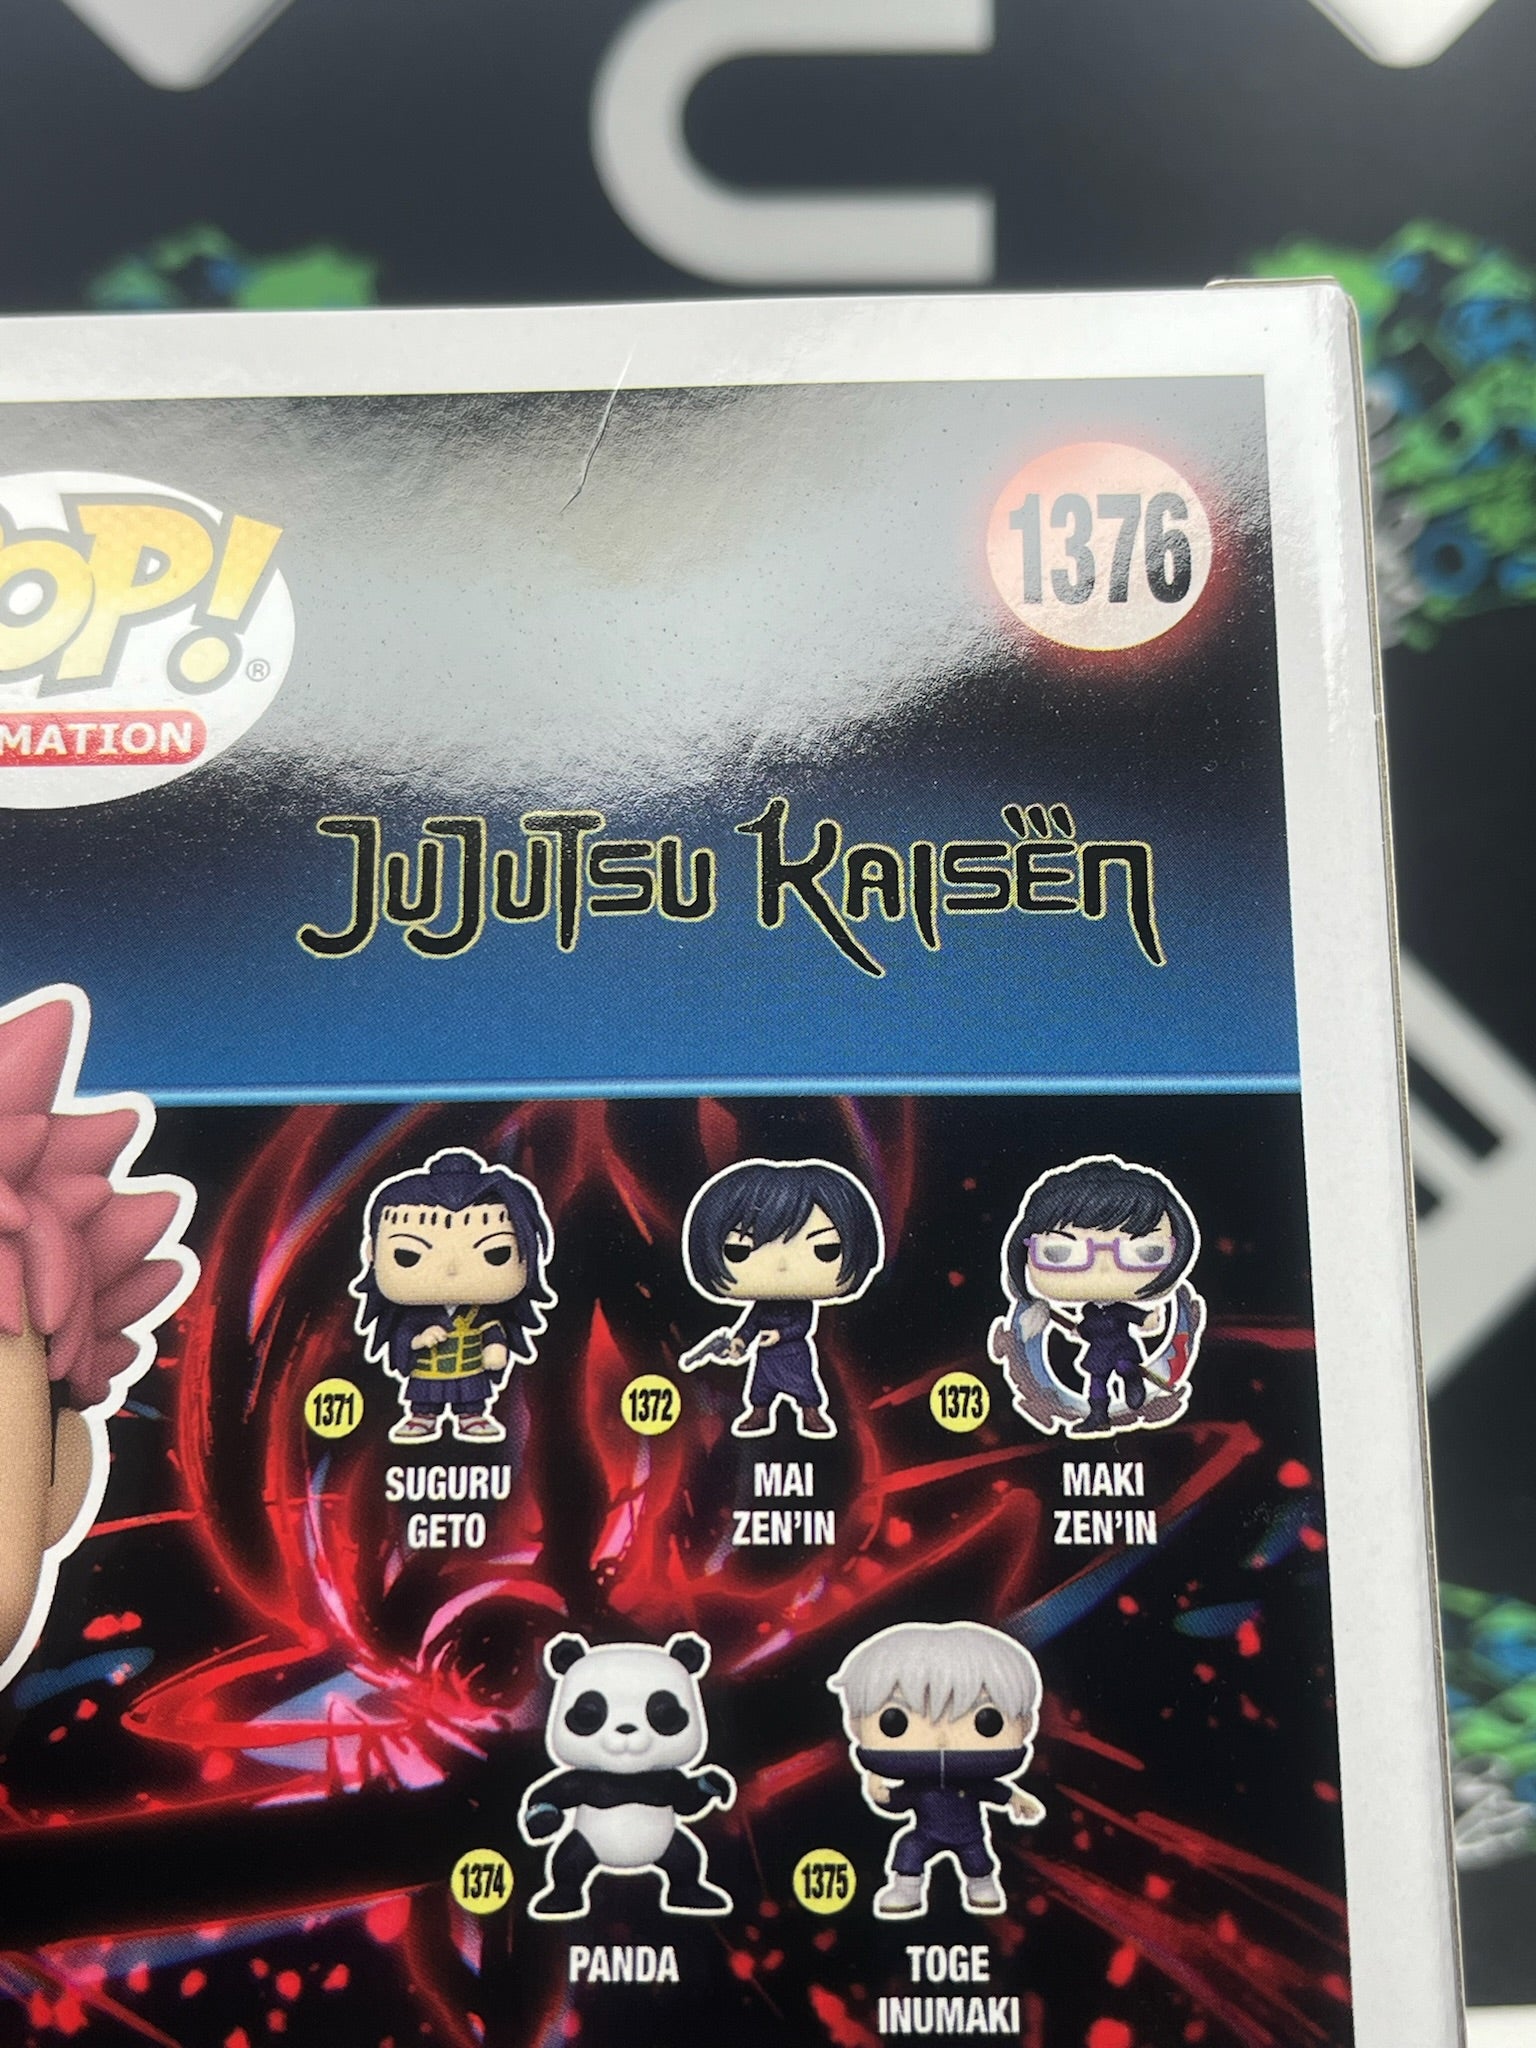 1376
POP!
®
MATION
JUJUTSU KAISEN
1371
1372
1373
SUGURU
GETO
MAI
ZEN'IN
MAKI
ZEN'IN
1374
1375
PANDA
TOGE
INUMAKI